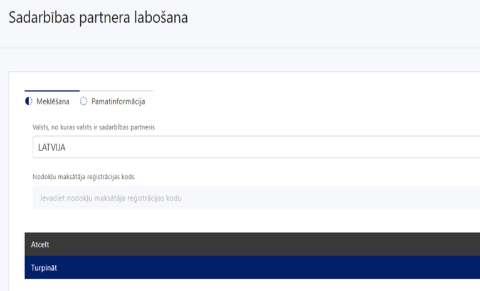 Sadarbības partnera labošana
Meklēšana
Pamatinformācija
Valsts, no kuras valsts ir sadarbības partneris
LATVIJA
Nodokļu maksātāja reģistrācijas kods
Ievadiet nodokļu maksātāja reģistrācijas kodu
Atcelt
Turpināt